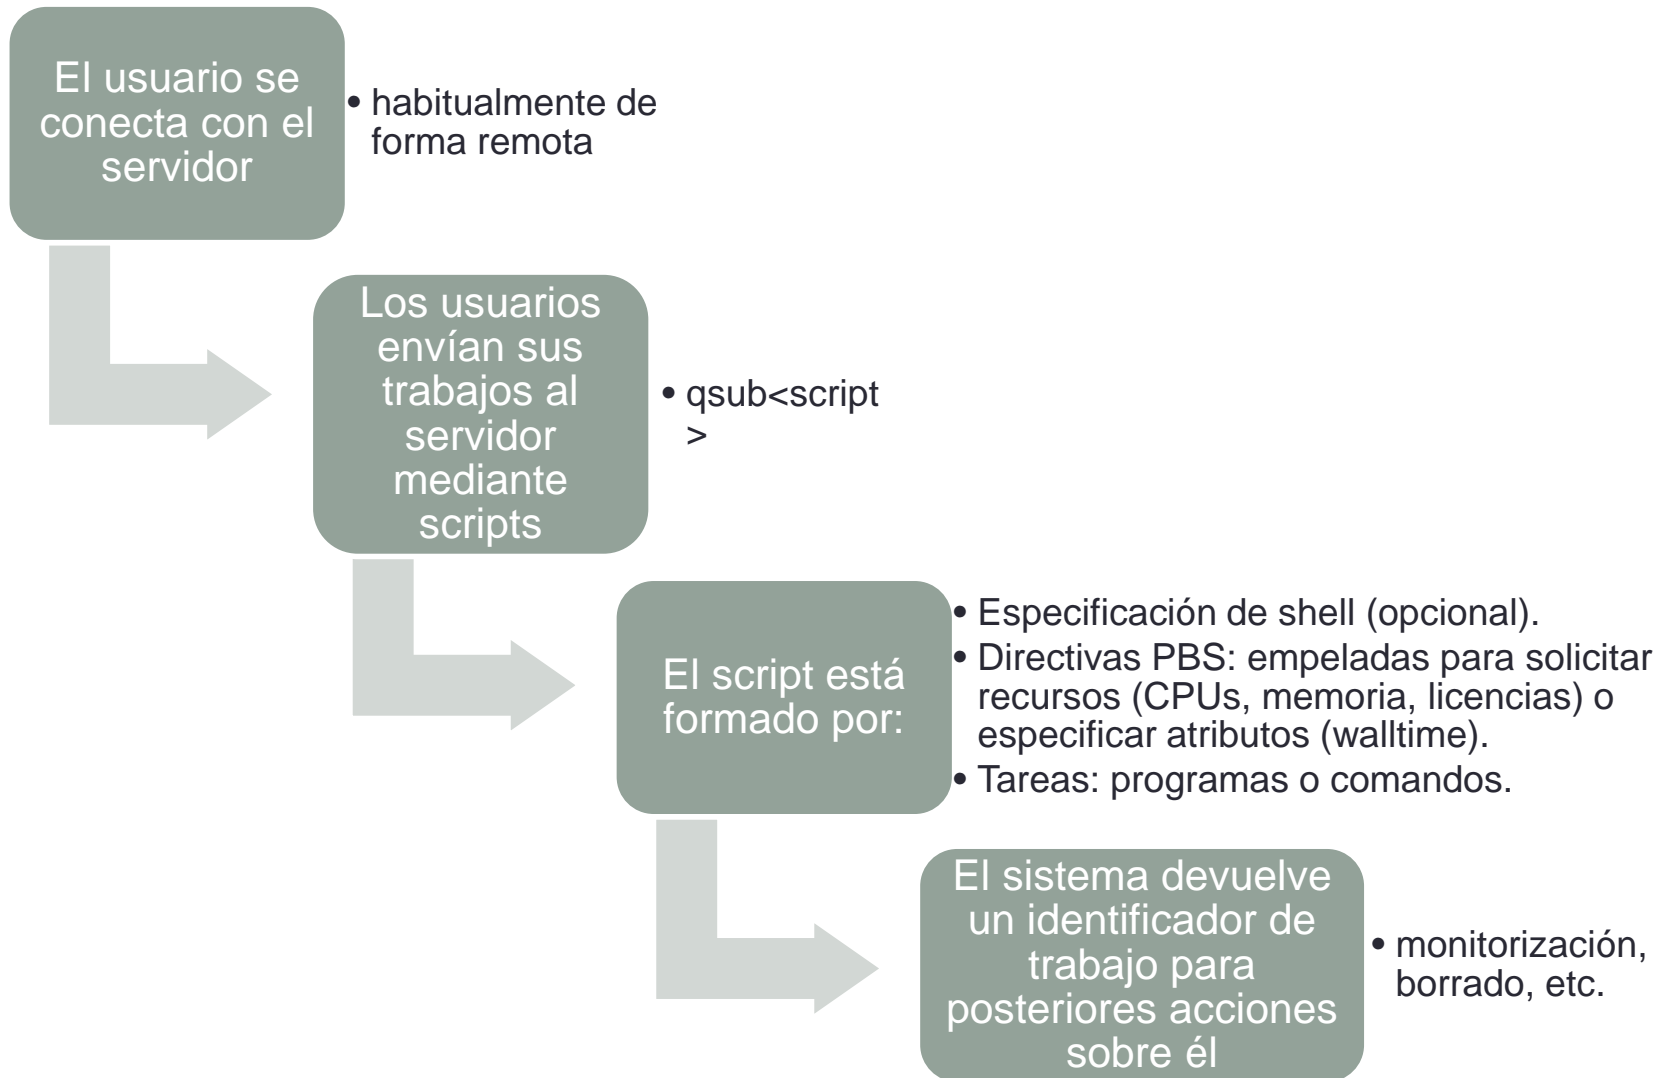 El usuario se
conecta con el
servidor
• habitualmente de
forma remota
Los usuarios
envían sus
trabajos al
servidor
mediante
scripts
• qsub<script
>
El script está
formado por:
• Especificación de shell (opcional).
• Directivas PBS: empeladas para solicitar
recursos (CPUs, memoria, licencias) o
especificar atributos (walltime).
• Tareas: programas o comandos.
El sistema devuelve
un identificador de
trabajo para
posteriores acciones
sobre él
• monitorización,
borrado, etc.